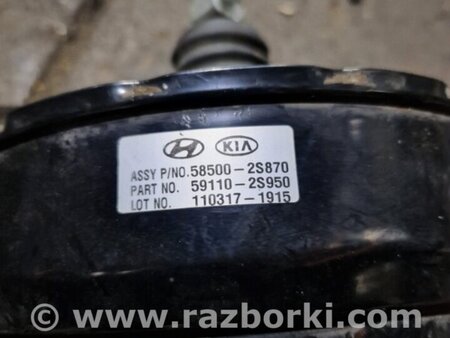 KIA
ASSY P/NO. 58500-2S870
PART NO. 59110-2S950
LOT NO. 110317-1915
© www.razborki.com